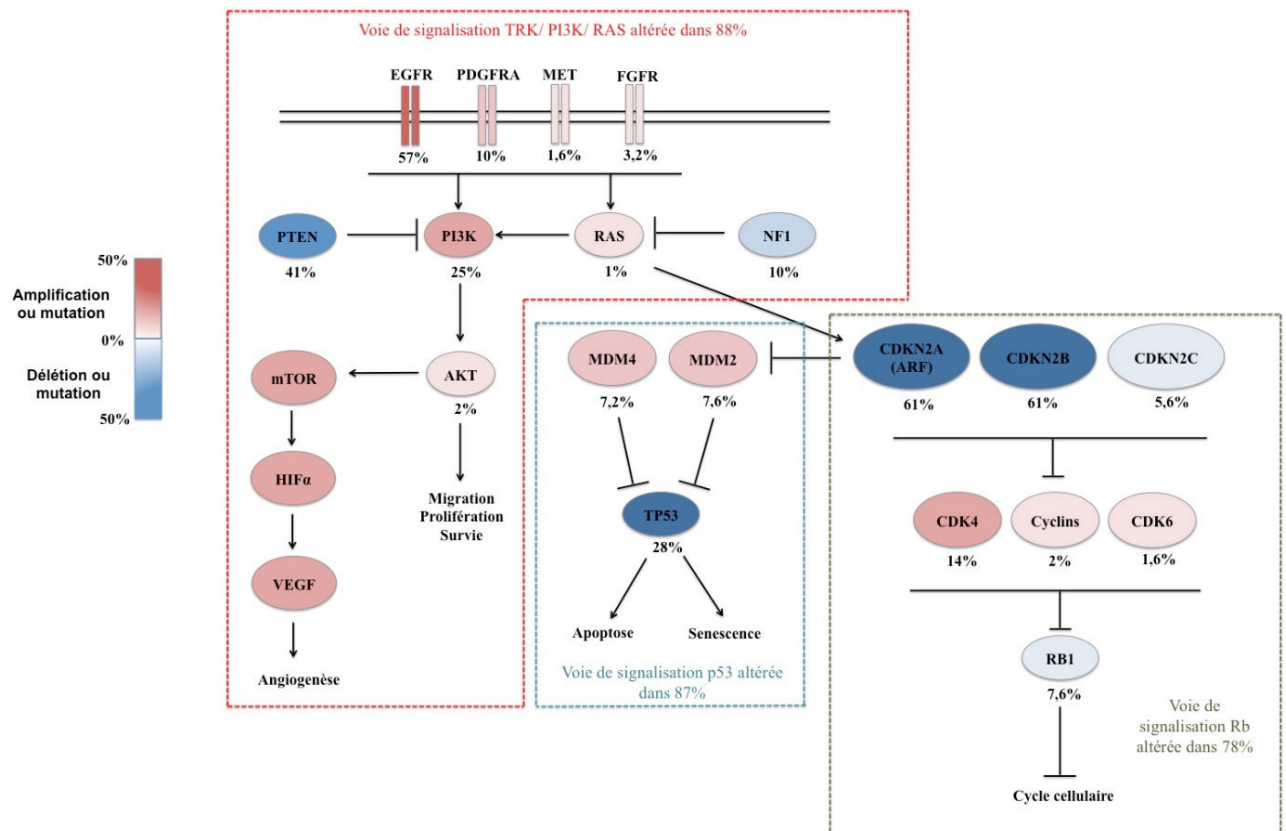 Voie de signalisation TRK/ PI3K/ RAS altérée dans 88%
EGFR
PDGFRA
MET
FGFR
57%
10%
1,6%
3,2%
PTEN
PI3K
RAS
NF1
41%
25%
1%
10%
50%
Amplification
ou mutation
0%
Délétion ou
mutation
50%
mTOR
AKT
2%
HIFα
Migration
Prolifération
Survie
VEGF
Angiogenèse
MDM4
MDM2
7,2%
7,6%
TP53
28%
Apoptose
Senescence
Voie de signalisation p53 altérée
dans 87%
CDKN2A
(ARF)
CDKN2B
CDKN2C
61%
61%
5,6%
CDK4
Cyclins
CDK6
14%
2%
1,6%
RB1
7,6%
Voie de
signalisation Rb
altérée dans 78%
Cycle cellulaire